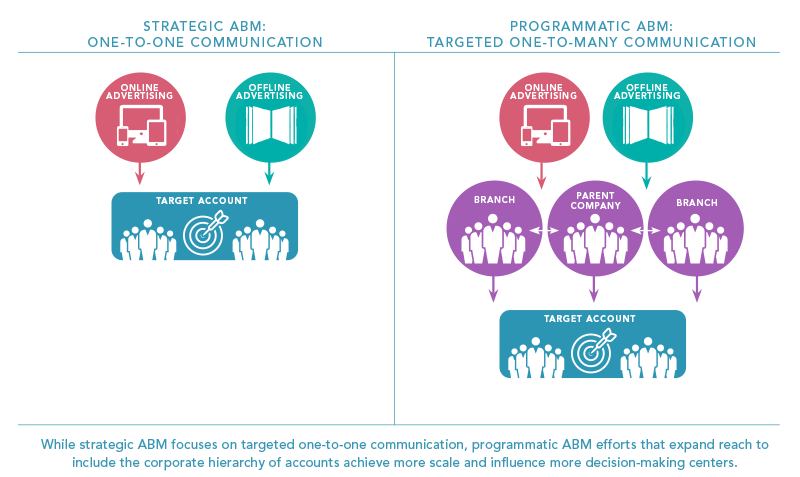 STRATEGIC ABM:
ONE-TO-ONE COMMUNICATION
ONLINE
ADVERTISING
OFFLINE
ADVERTISING
TARGET ACCOUNT
PROGRAMMATIC ABM:
TARGETED ONE-TO-MANY COMMUNICATION
ONLINE
ADVERTISING
OFFLINE
ADVERTISING
BRANCH
PARENT
COMPANY
BRANCH
TARGET ACCOUNT
While strategic ABM focuses on targeted one-to-one communication, programmatic ABM efforts that expand reach to
include the corporate hierarchy of accounts achieve more scale and influence more decision-making centers.